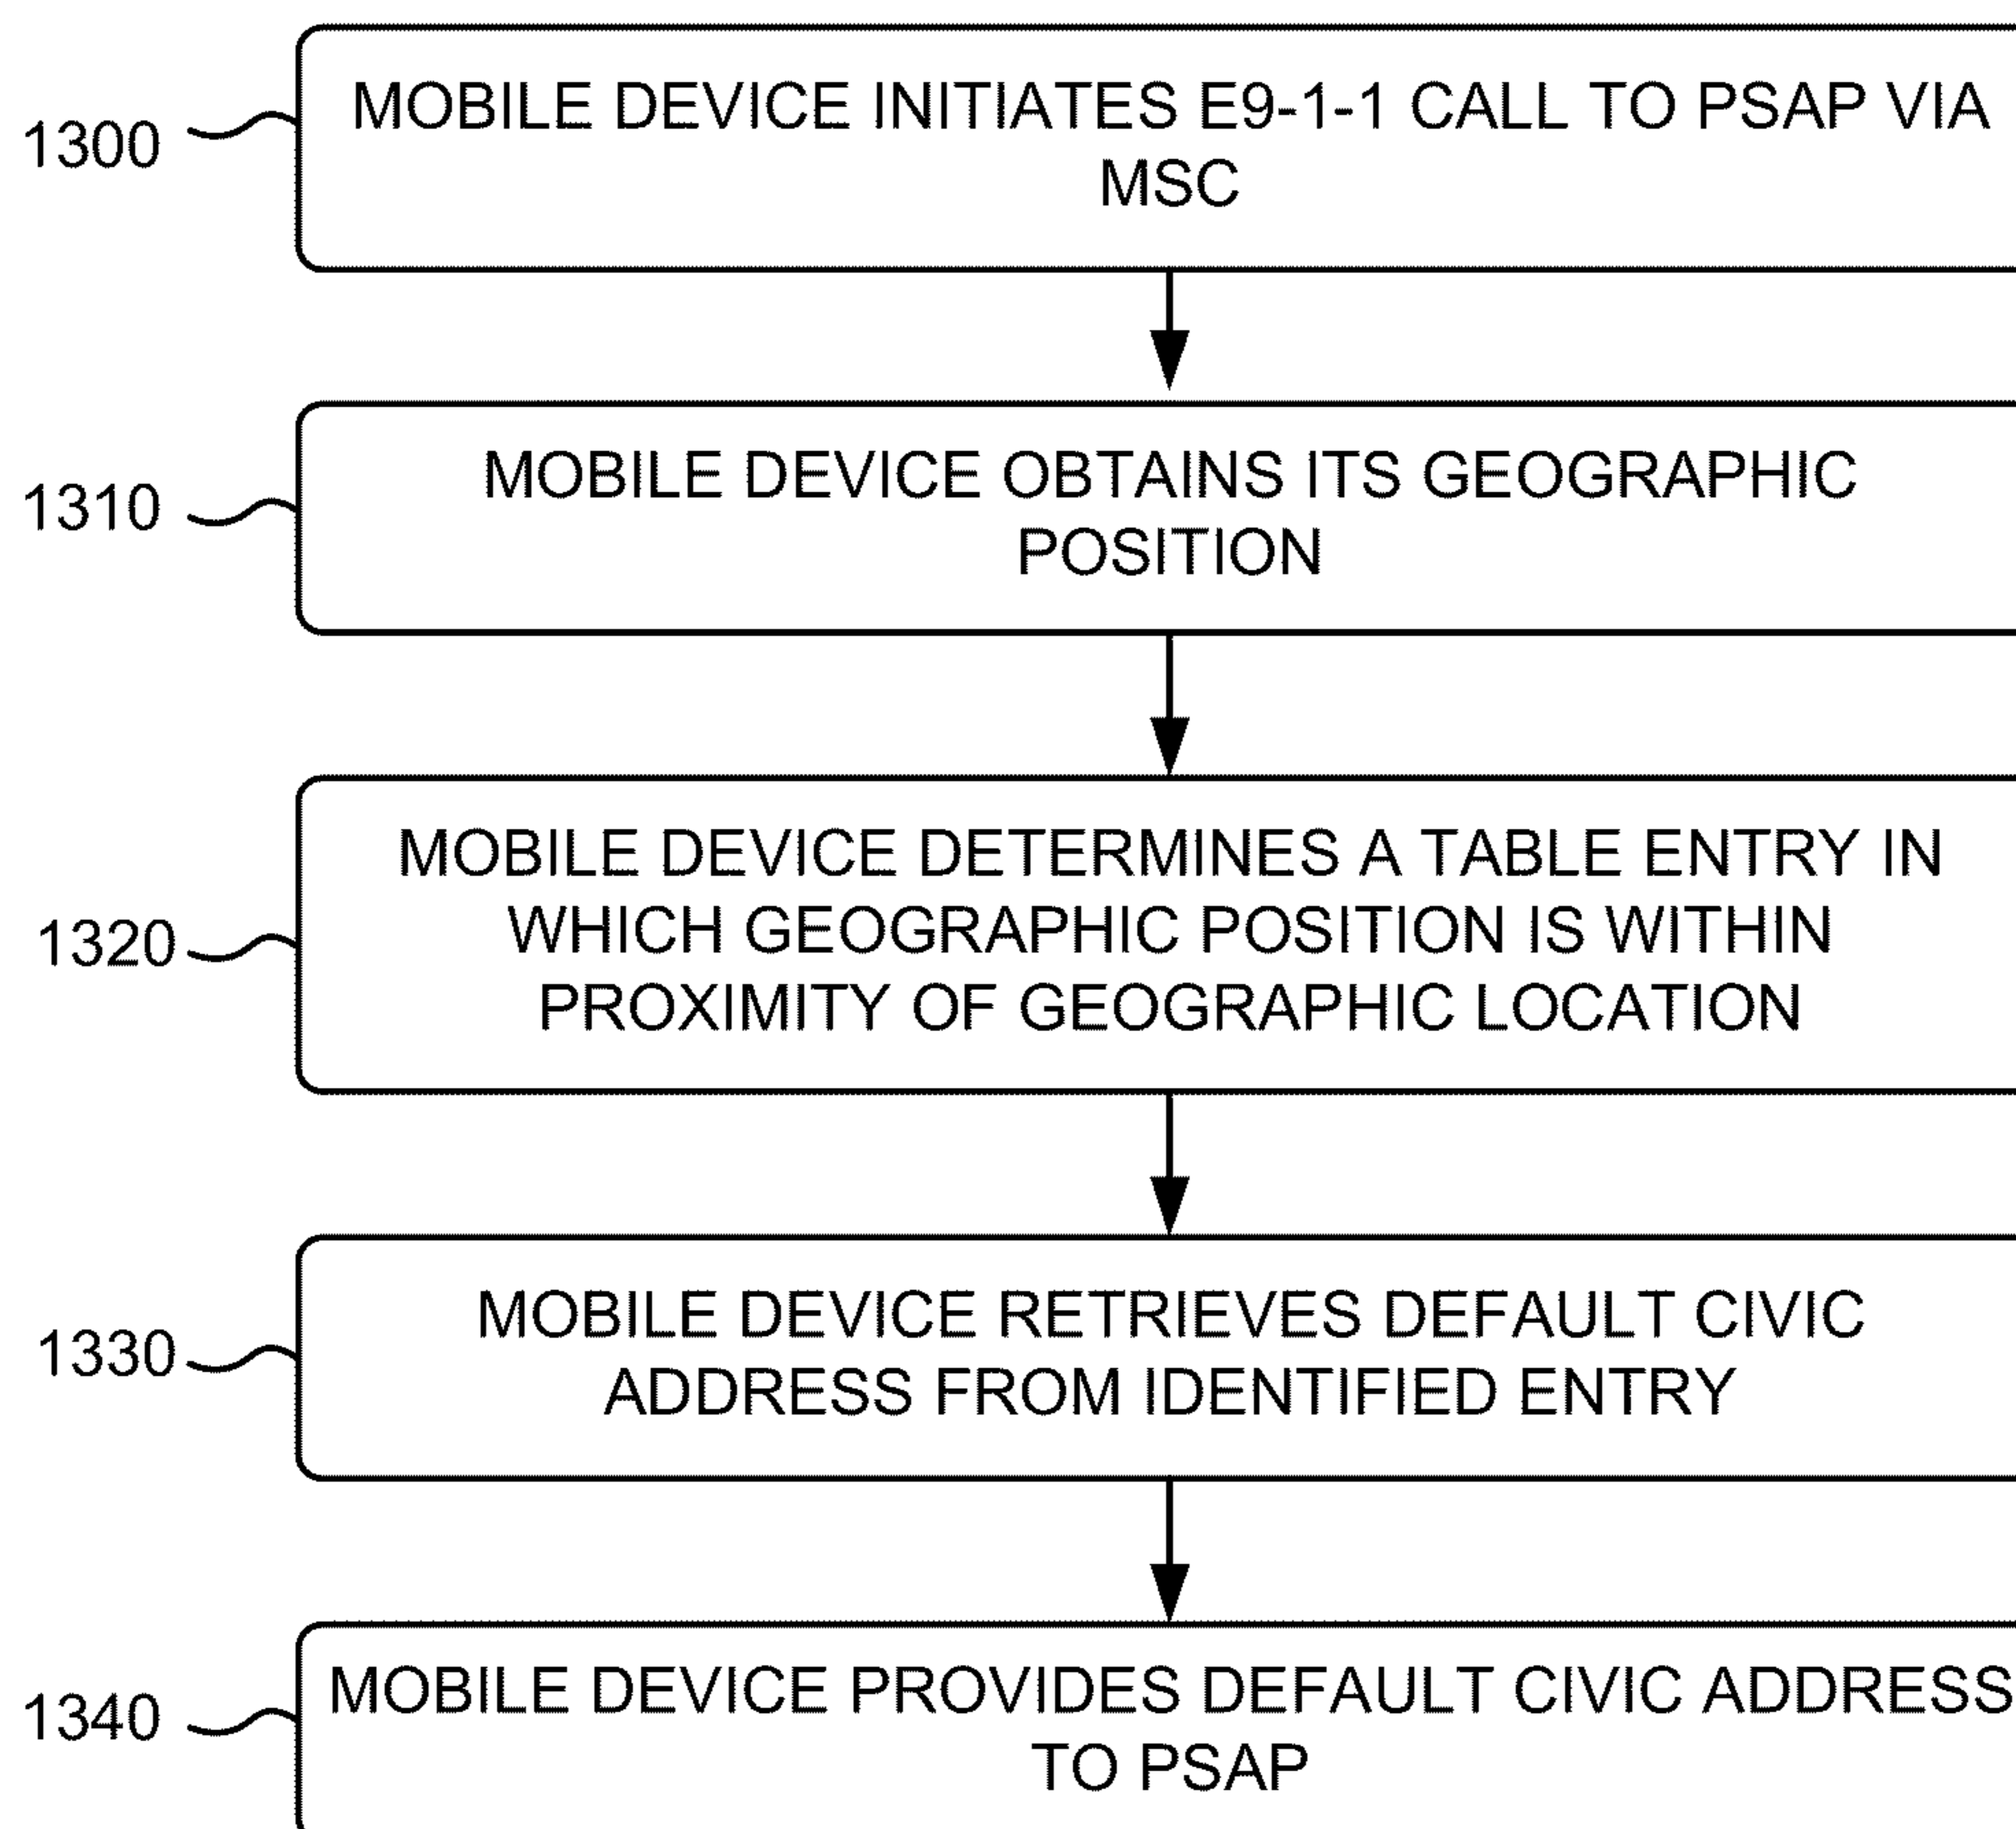 1300
MOBILE DEVICE INITIATES E9-1-1 CALL TO PSAP VIA
MSC
1310
MOBILE DEVICE OBTAINS ITS GEOGRAPHIC
POSITION
1320
MOBILE DEVICE DETERMINES A TABLE ENTRY IN
WHICH GEOGRAPHIC POSITION IS WITHIN
PROXIMITY OF GEOGRAPHIC LOCATION
1330
MOBILE DEVICE RETRIEVES DEFAULT CIVIC
ADDRESS FROM IDENTIFIED ENTRY
1340
MOBILE DEVICE PROVIDES DEFAULT CIVIC ADDRESS
TO PSAP